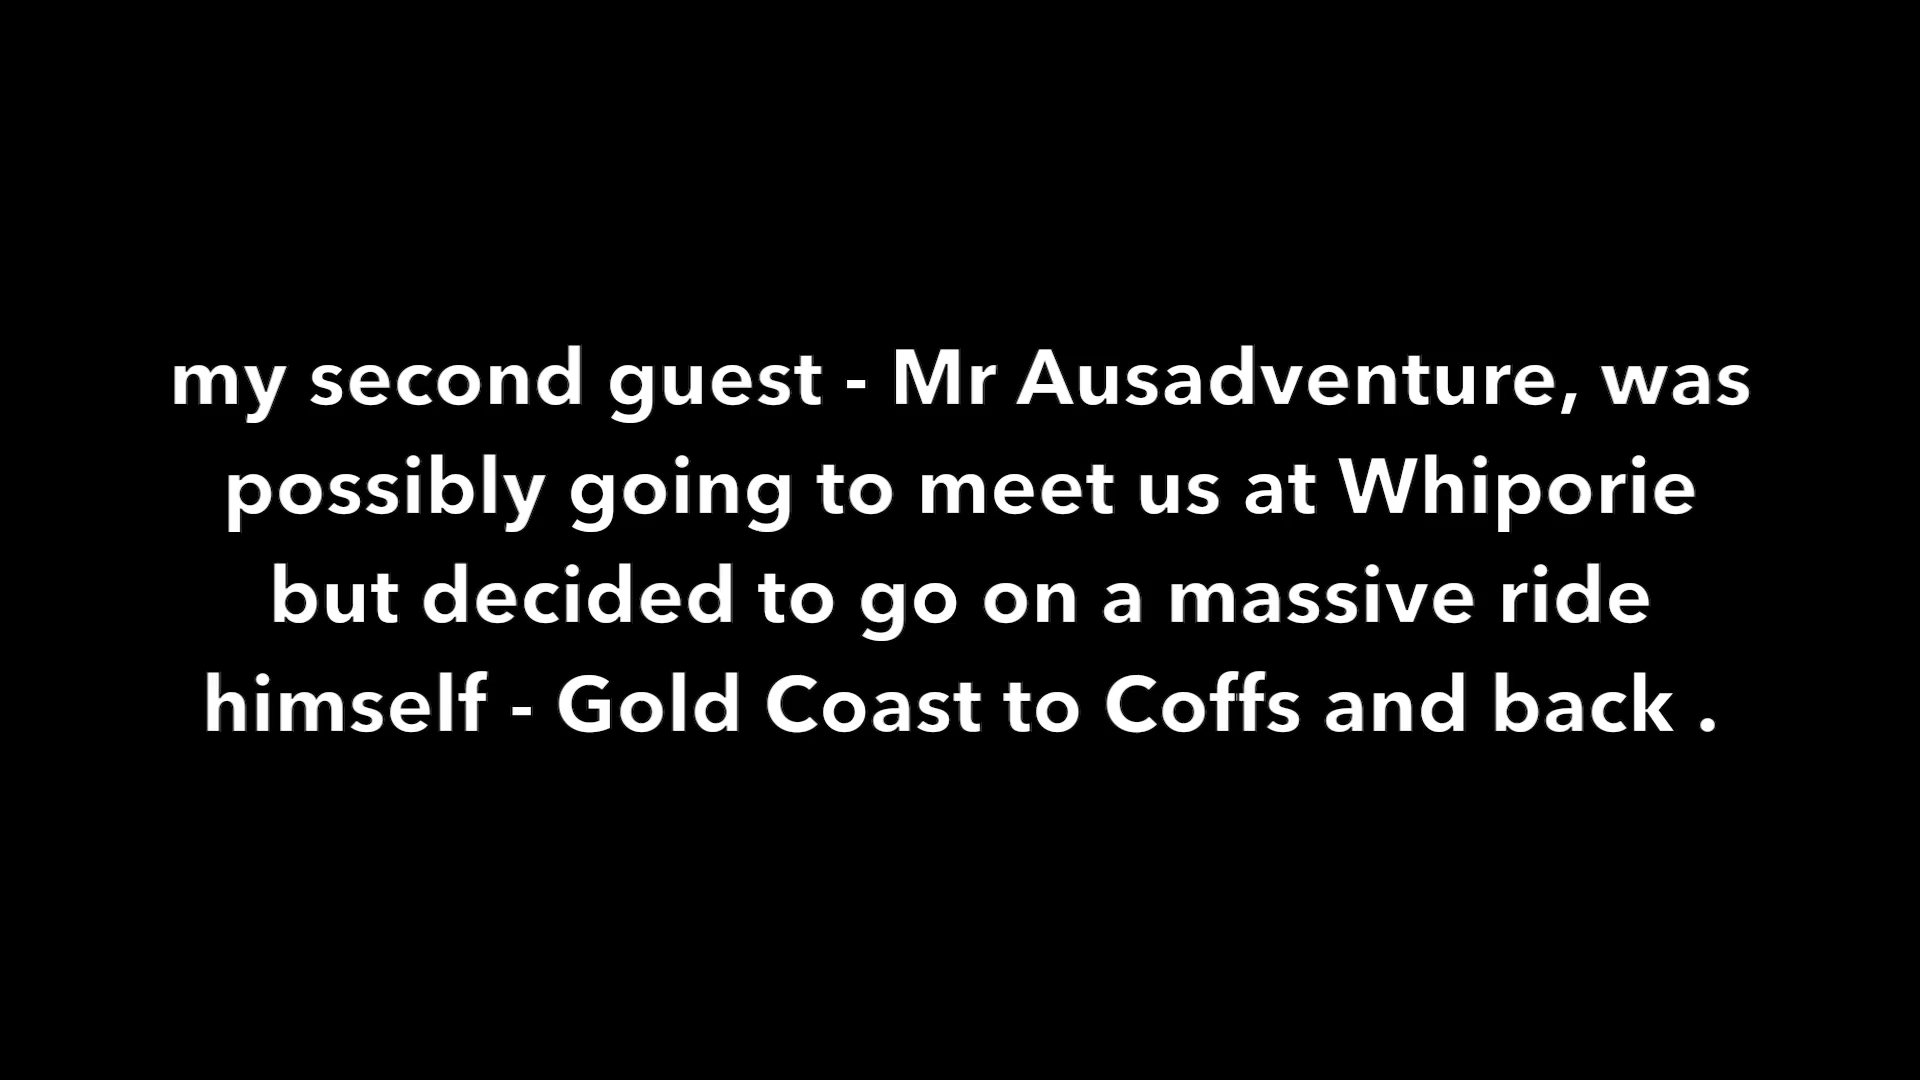 my second guest - Mr Ausadventure, was
possibly going to meet us at Whiporie
but decided to go on a massive ride
himself - Gold Coast to Coffs and back .